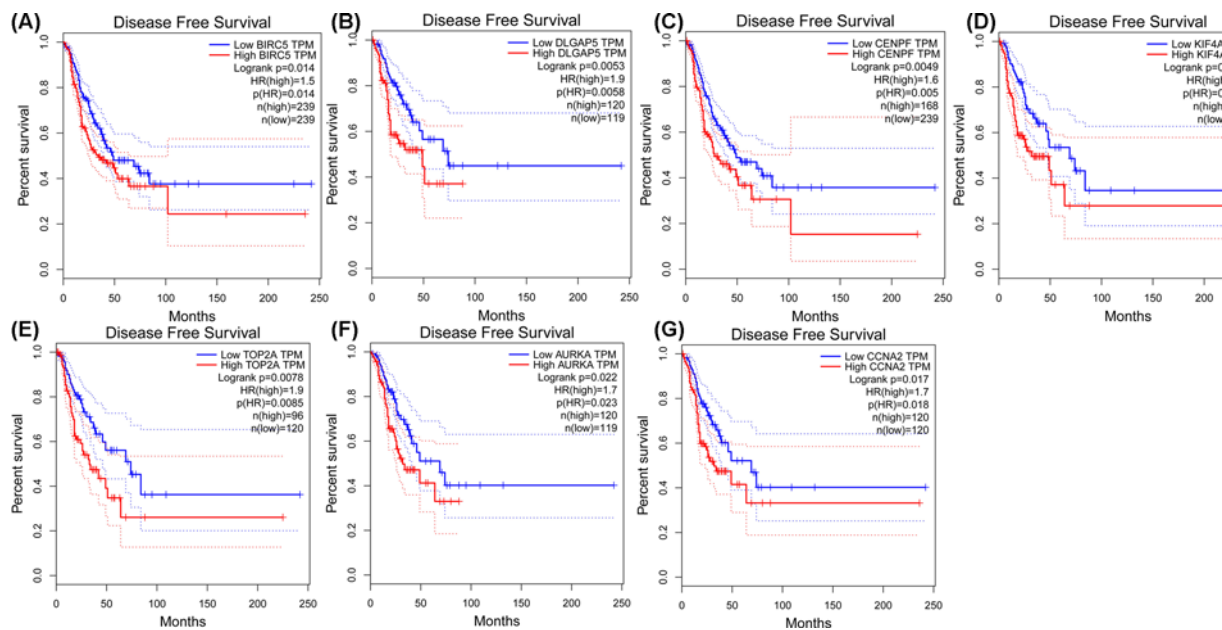 (A)
Disease Free Survival
Low BIRC5 TPM
High BIRC5 TPM
Logrank p=0.014
HR(high)=1.5
p(HR)=0.014
n(high)=239
n(low)=239
Percent survival
0.0
0.2
0.4
0.6
0.8
1.0
0 50 100 150 200 250
Months
(B)
Disease Free Survival
Low DLGAP5 TPM
High DLGAP5 TPM
Logrank p=0.0053
HR(high)=1.9
p(HR)=0.0058
n(high)=120
n(low)=119
Percent survival
0.0
0.2
0.4
0.6
0.8
1.0
0 50 100 150 200 250
Months
(C)
Disease Free Survival
Low CENPF TPM
High CENPF TPM
Logrank p=0.0049
HR(high)=1.6
p(HR)=0.005
n(high)=168
n(low)=239
Percent survival
0.0
0.2
0.4
0.6
0.8
1.0
0 50 100 150 200 250
Months
(D)
Disease Free Survival
Low KIF4A
High KIF4A
Logrank p=0
HR(hig
p(HR)=0
n(hig
n(lo
Percent survival
0.0
0.2
0.4
0.6
0.8
1.0
0 50 100 150 200
Months
(E)
Disease Free Survival
Low TOP2A TPM
High TOP2A TPM
Logrank p=0.0078
HR(high)=1.9
p(HR)=0.0085
n(high)=96
n(low)=120
Percent survival
0.0
0.2
0.4
0.6
0.8
1.0
0 50 100 150 200 250
Months
(F)
Disease Free Survival
Low AURKA TPM
High AURKA TPM
Logrank p=0.022
HR(high)=1.7
p(HR)=0.023
n(high)=120
n(low)=119
Percent survival
0.0
0.2
0.4
0.6
0.8
1.0
0 50 100 150 200 250
Months
(G)
Disease Free Survival
Low CCNA2 TPM
High CCNA2 TPM
Logrank p=0.017
HR(high)=1.7
p(HR)=0.018
n(high)=120
n(low)=120
Percent survival
0.0
0.2
0.4
0.6
0.8
1.0
0 50 100 150 200 250
Months